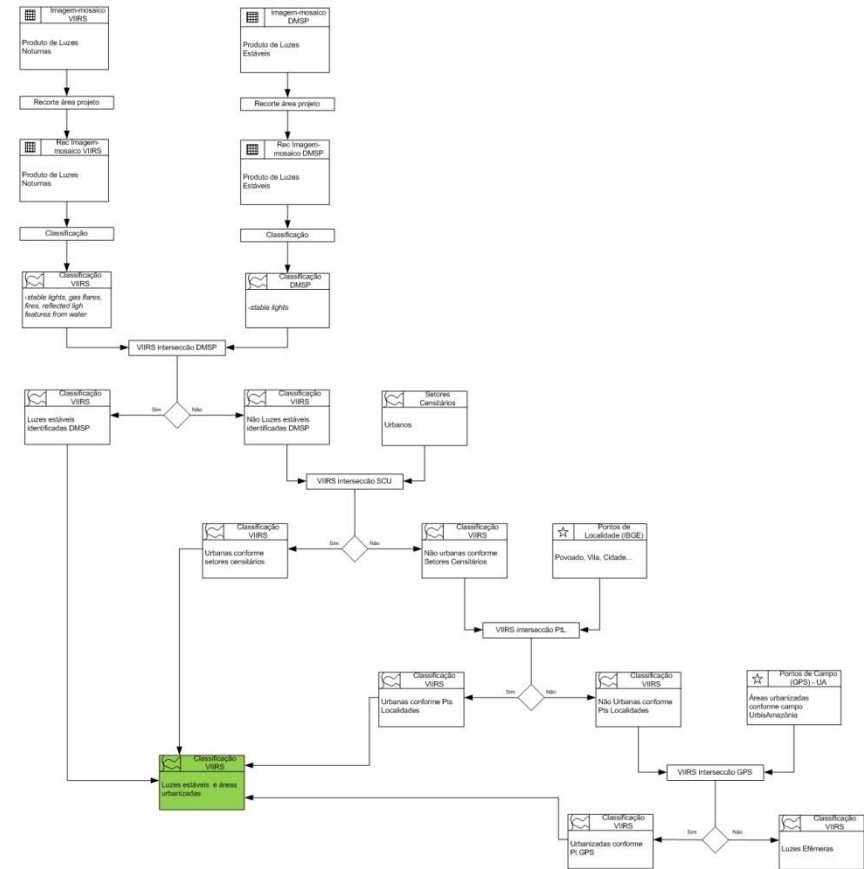 Imagem-mosaico
VIIRS
Produto de Luzes
Noturnas
Imagem-mosaico
DMSP
Produto de Luzes
Estáveis
Recorte área projeto
Recorte área projeto
Rec Imagem-
mosaico VIIRS
Produto de Luzes
Noturnas
Rec Imagem-
mosaico DMSP
Produto de Luzes
Estáveis
Classificação
Classificação
Classificação
VIIRS
-stable lights, gas flares,
fires, reflected ligh
features from water
Classificação
DMSP
-stable lights
VIIRS intersecção DMSP
Classificação
VIIRS
Luzes estáveis
identificadas DMSP
Sim
Não
Classificação
VIIRS
Não Luzes estáveis
identificadas DMSP
Setores
Censitários
Urbanos
VIIRS intersecção SCU
Classificação
VIIRS
Urbanas conforme
setores censitários
Sim
Não
Classificação
VIIRS
Não urbanas conforme
Setores Censitários
Pontos de
Localidade (IBGE)
Povoado, Vila, Cidade...
VIIRS intersecção PtL
Classificação
VIIRS
Urbanas conforme Pts
Localidades
Sim
Não
Classificação
VIIRS
Não Urbanas conforme
Pts Localidades
Pontos de Campo
(GPS) - UA
Áreas urbanizadas
conforme campo
UrbisAmazônia
Classificação
VIIRS
Luzes estáveis e áreas
urbanizadas
VIIRS intersecção GPS
Classificação
VIIRS
Urbanizadas conforme
Pt GPS
Sim
Não
Classificação
VIIRS
Luzes Efêmeras